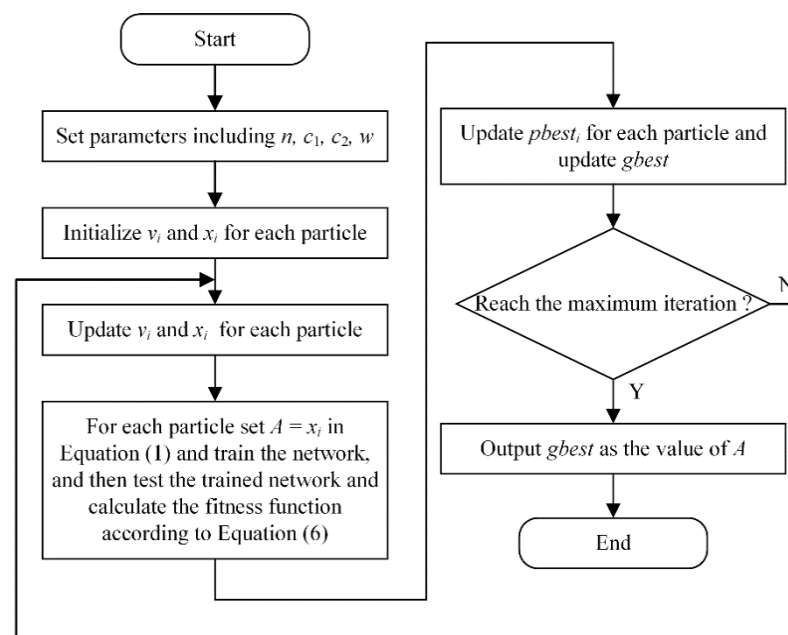 Start
Set parameters including n, c₁, c₂, w
Initialize vᵢ and xᵢ for each particle
Update vᵢ and xᵢ for each particle
For each particle set A = xᵢ in
Equation (1) and train the network,
and then test the trained network and
calculate the fitness function
according to Equation (6)
Update pbestᵢ for each particle and
update gbest
Reach the maximum iteration ?
N
Y
Output gbest as the value of A
End